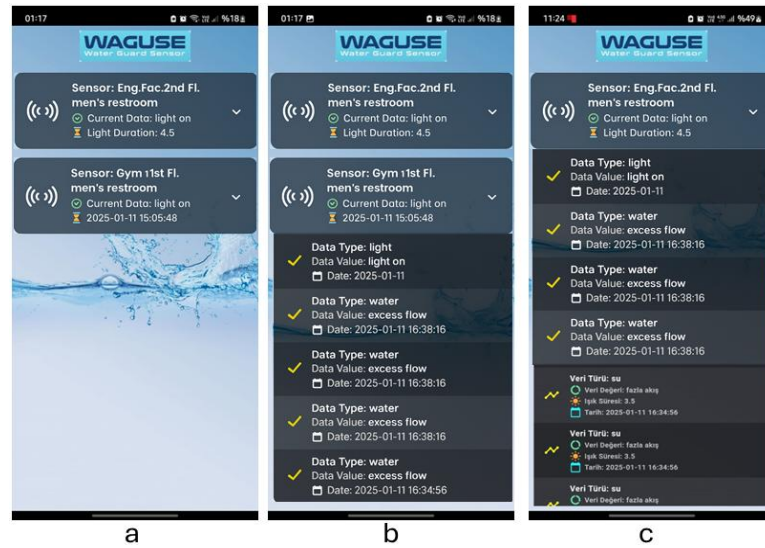 01:17
%18
WAGUSE
Water Guard Sensor
Sensor: Eng.Fac.2nd Fl.
men's restroom
Current Data: light on
Light Duration: 4.5
Sensor: Gym 11st Fl.
men's restroom
Current Data: light on
2025-01-11 15:05:48
a
01:17
%18
WAGUSE
Water Guard Sensor
Sensor: Eng.Fac.2nd Fl.
men's restroom
Current Data: light on
Light Duration: 4.5
Sensor: Gym 11st Fl.
men's restroom
Current Data: light on
2025-01-11 15:05:48
Data Type: light
Data Value: light on
Date: 2025-01-11
Data Type: water
Data Value: excess flow
Date: 2025-01-11 16:38:16
Data Type: water
Data Value: excess flow
Date: 2025-01-11 16:38:16
Data Type: water
Data Value: excess flow
Date: 2025-01-11 16:38:16
Data Type: water
Data Value: excess flow
Date: 2025-01-11 16:34:56
b
11:24
%49
WAGUSE
Water Guard Sensor
Sensor: Eng.Fac.2nd Fl.
men's restroom
Current Data: light on
Light Duration: 4.5
Data Type: light
Data Value: light on
Date: 2025-01-11
Data Type: water
Data Value: excess flow
Date: 2025-01-11 16:38:16
Data Type: water
Data Value: excess flow
Date: 2025-01-11 16:38:16
Data Type: water
Data Value: excess flow
Date: 2025-01-11 16:38:16
Veri Türü: su
Veri Değeri: fazla akış
Işık Süresi: 3.5
Tarih: 2025-01-11 16:34:56
Veri Türü: su
Veri Değeri: fazla akış
Işık Süresi: 3.5
Tarih: 2025-01-11 16:34:56
Veri Türü: su
Veri Değeri: fazla akış
c